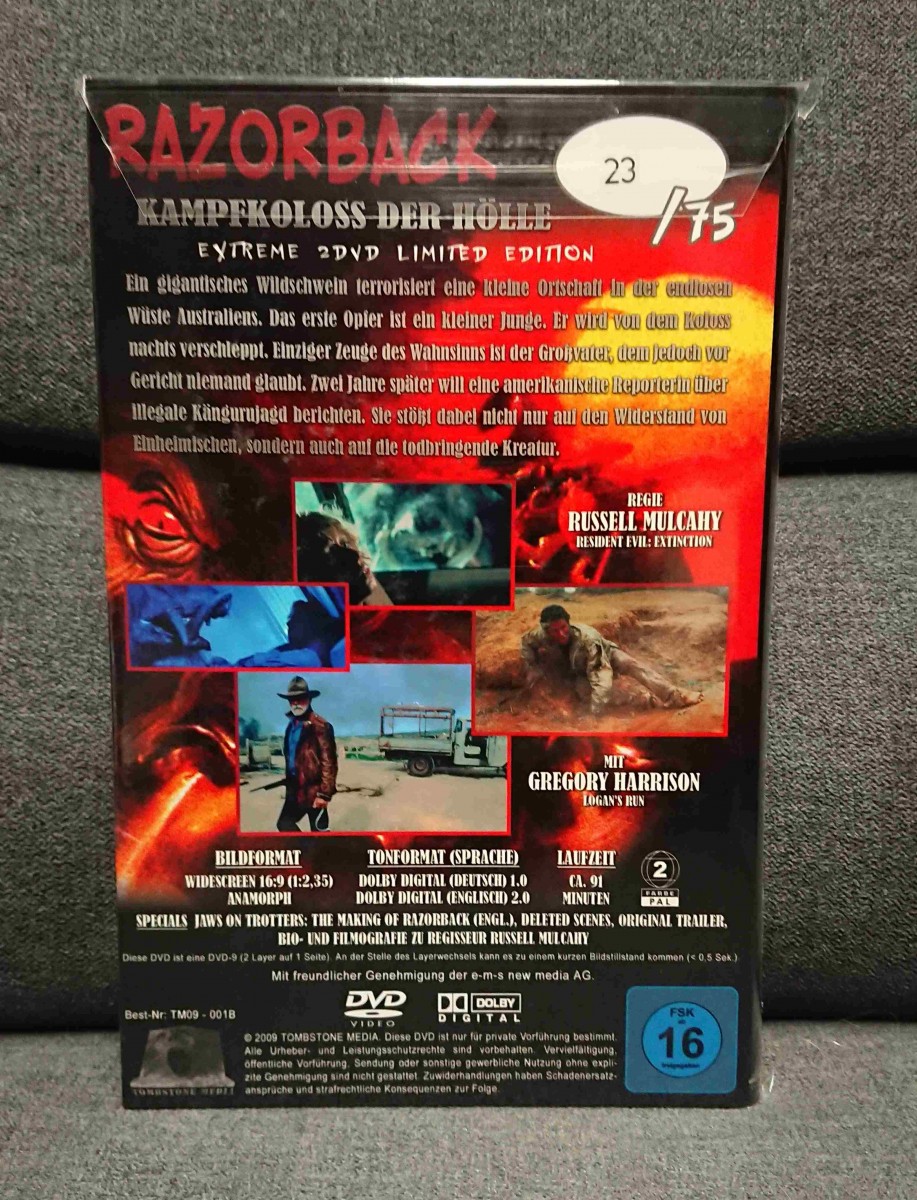 RAZORBACK
23
/75
KAMPFKOLOSS DER HÖLLE
EXTREME 2DVD LIMITED EDITION
Ein gigantisches Wildschwein terrorisiert eine kleine Ortschaft in der endlosen
Wüste Australiens. Das erste Opfer ist ein kleiner Junge. Er wird von dem Koloss
nachts verschleppt. Einziger Zeuge des Wahnsinns ist der Großvater, dem jedoch vor
Gericht niemand glaubt. Zwei Jahre später will eine amerikanische Reporterin über
illegale Kängurujagd berichten. Sie stößt dabei nicht nur auf den Widerstand von
Einheimischen, sondern auch auf die todbringende Kreatur.
REGIE
RUSSELL MULCAHY
RESIDENT EVIL: EXTINCTION
MIT
GREGORY HARRISON
LOGAN'S RUN
BILDFORMAT
WIDESCREEN 16:9 (1:2,35)
ANAMORPH
TONFORMAT (SPRACHE)
DOLBY DIGITAL (DEUTSCH) 1.0
DOLBY DIGITAL (ENGLISCH) 2.0
LAUFZEIT
CA. 91
MINUTEN
2
FARBE
PAL
SPECIALS JAWS ON TROTTERS: THE MAKING OF RAZORBACK (ENGL.), DELETED SCENES, ORIGINAL TRAILER,
BIO- UND FILMOGRAFIE ZU REGISSEUR RUSSELL MULCAHY
Diese DVD ist eine DVD-9 (2 Layer auf 1 Seite). An der Stelle des Layerwechsels kann es zu einem kurzen Bildstillstand kommen (< 0,5 Sek.)
Mit freundlicher Genehmigung der e-m-s new media AG.
Best-Nr: TM09 - 001B
TOMBSTONE MEDIA
DVD
VIDEO
DOLBY
DIGITAL
© 2009 TOMBSTONE MEDIA. Diese DVD ist nur für private Vorführung bestimmt.
Alle Urheber- und Leistungsschutzrechte sind vorbehalten. Vervielfältigung,
öffentliche Vorführung, Sendung oder sonstige gewerbliche Nutzung ohne expli-
zite Genehmigung sind nicht gestattet. Zuwiderhandlungen haben Schadenersatz-
ansprüche und strafrechtliche Konsequenzen zur Folge.
FSK
ab
16
freigegeben